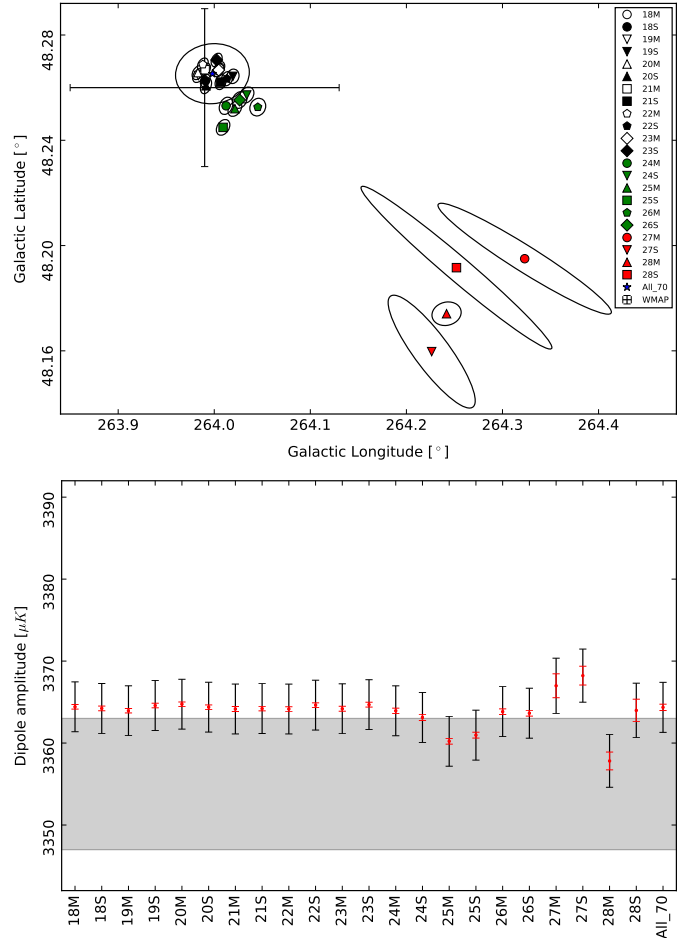 48.28
48.24
48.20
48.16
Galactic Latitude [°]
18M
18S
19M
19S
20M
20S
21M
21S
22M
22S
23M
23S
24M
24S
25M
25S
26M
26S
27M
27S
28M
28S
All_70
WMAP
263.9 264.0 264.1 264.2 264.3 264.4
Galactic Longitude [°]
3390
3380
3370
3360
3350
Dipole amplitude [μK]
18M 18S 19M 19S 20M 20S 21M 21S 22M 22S 23M 23S 24M 24S 25M 25S 26M 26S 27M 27S 28M 28S All_70